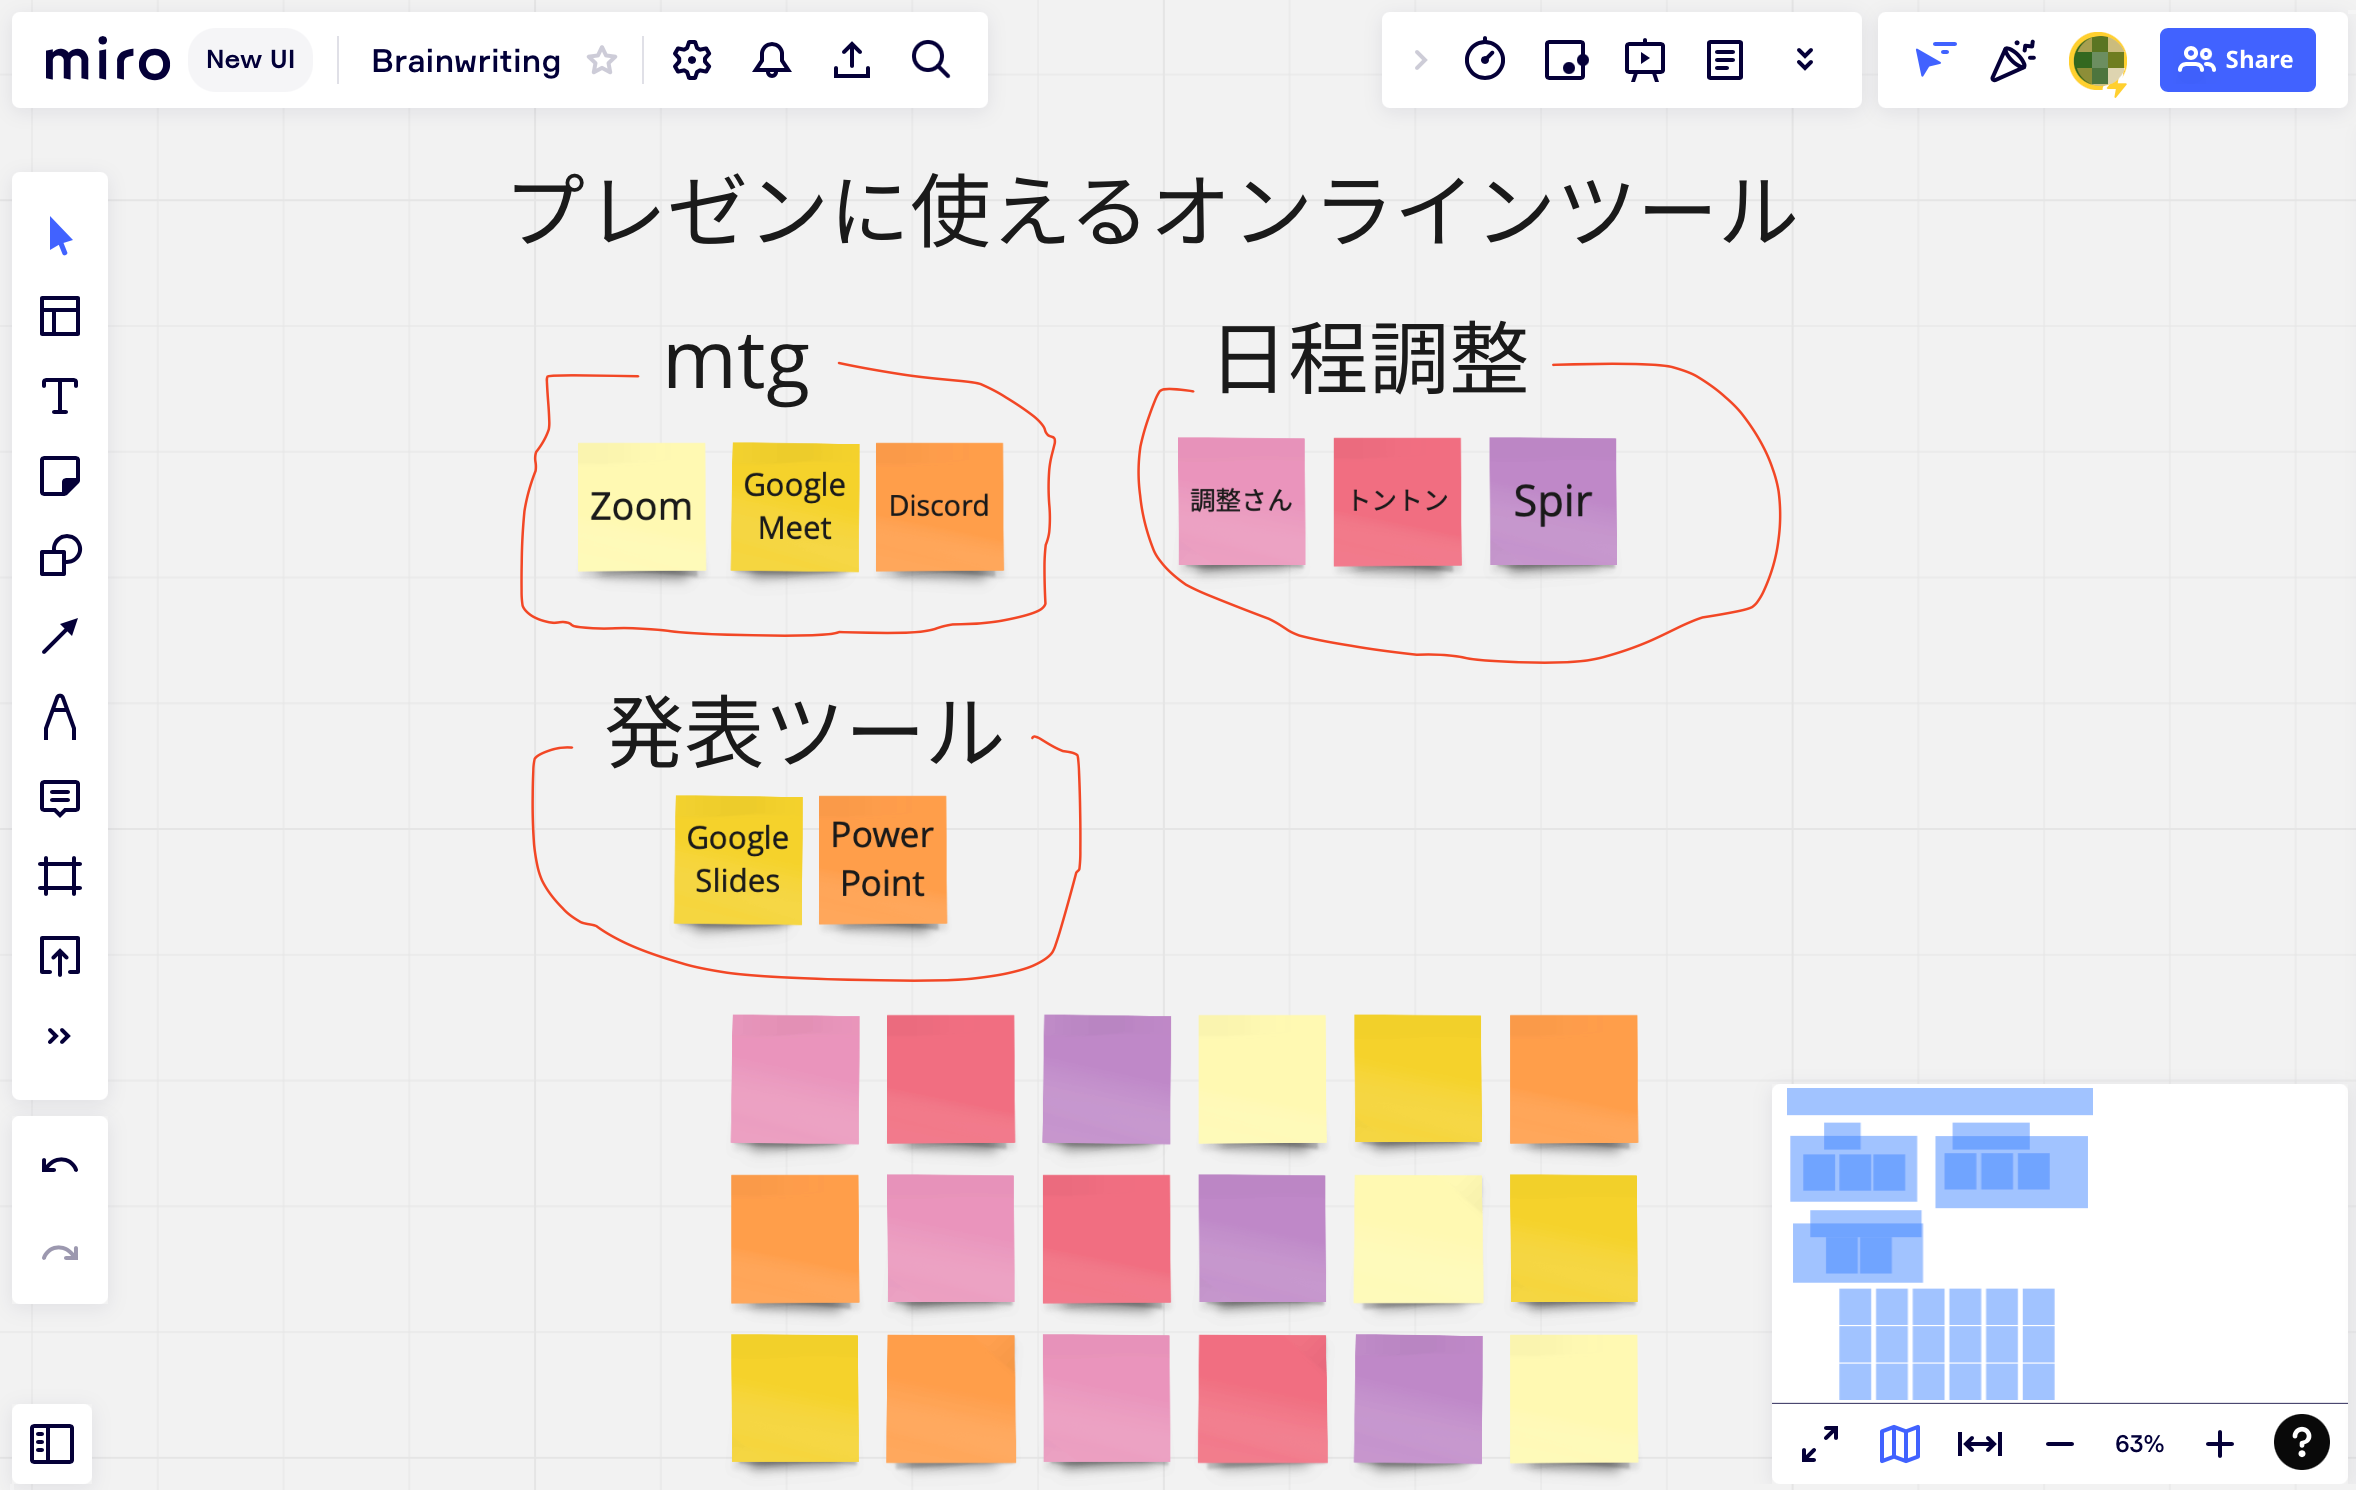 miro
New UI
Brainwriting
Share
プレゼンに使えるオンラインツール
mtg
Zoom
Google
Meet
Discord
日程調整
調整さん
トントン
Spir
発表ツール
Google
Slides
Power
Point
63%
?